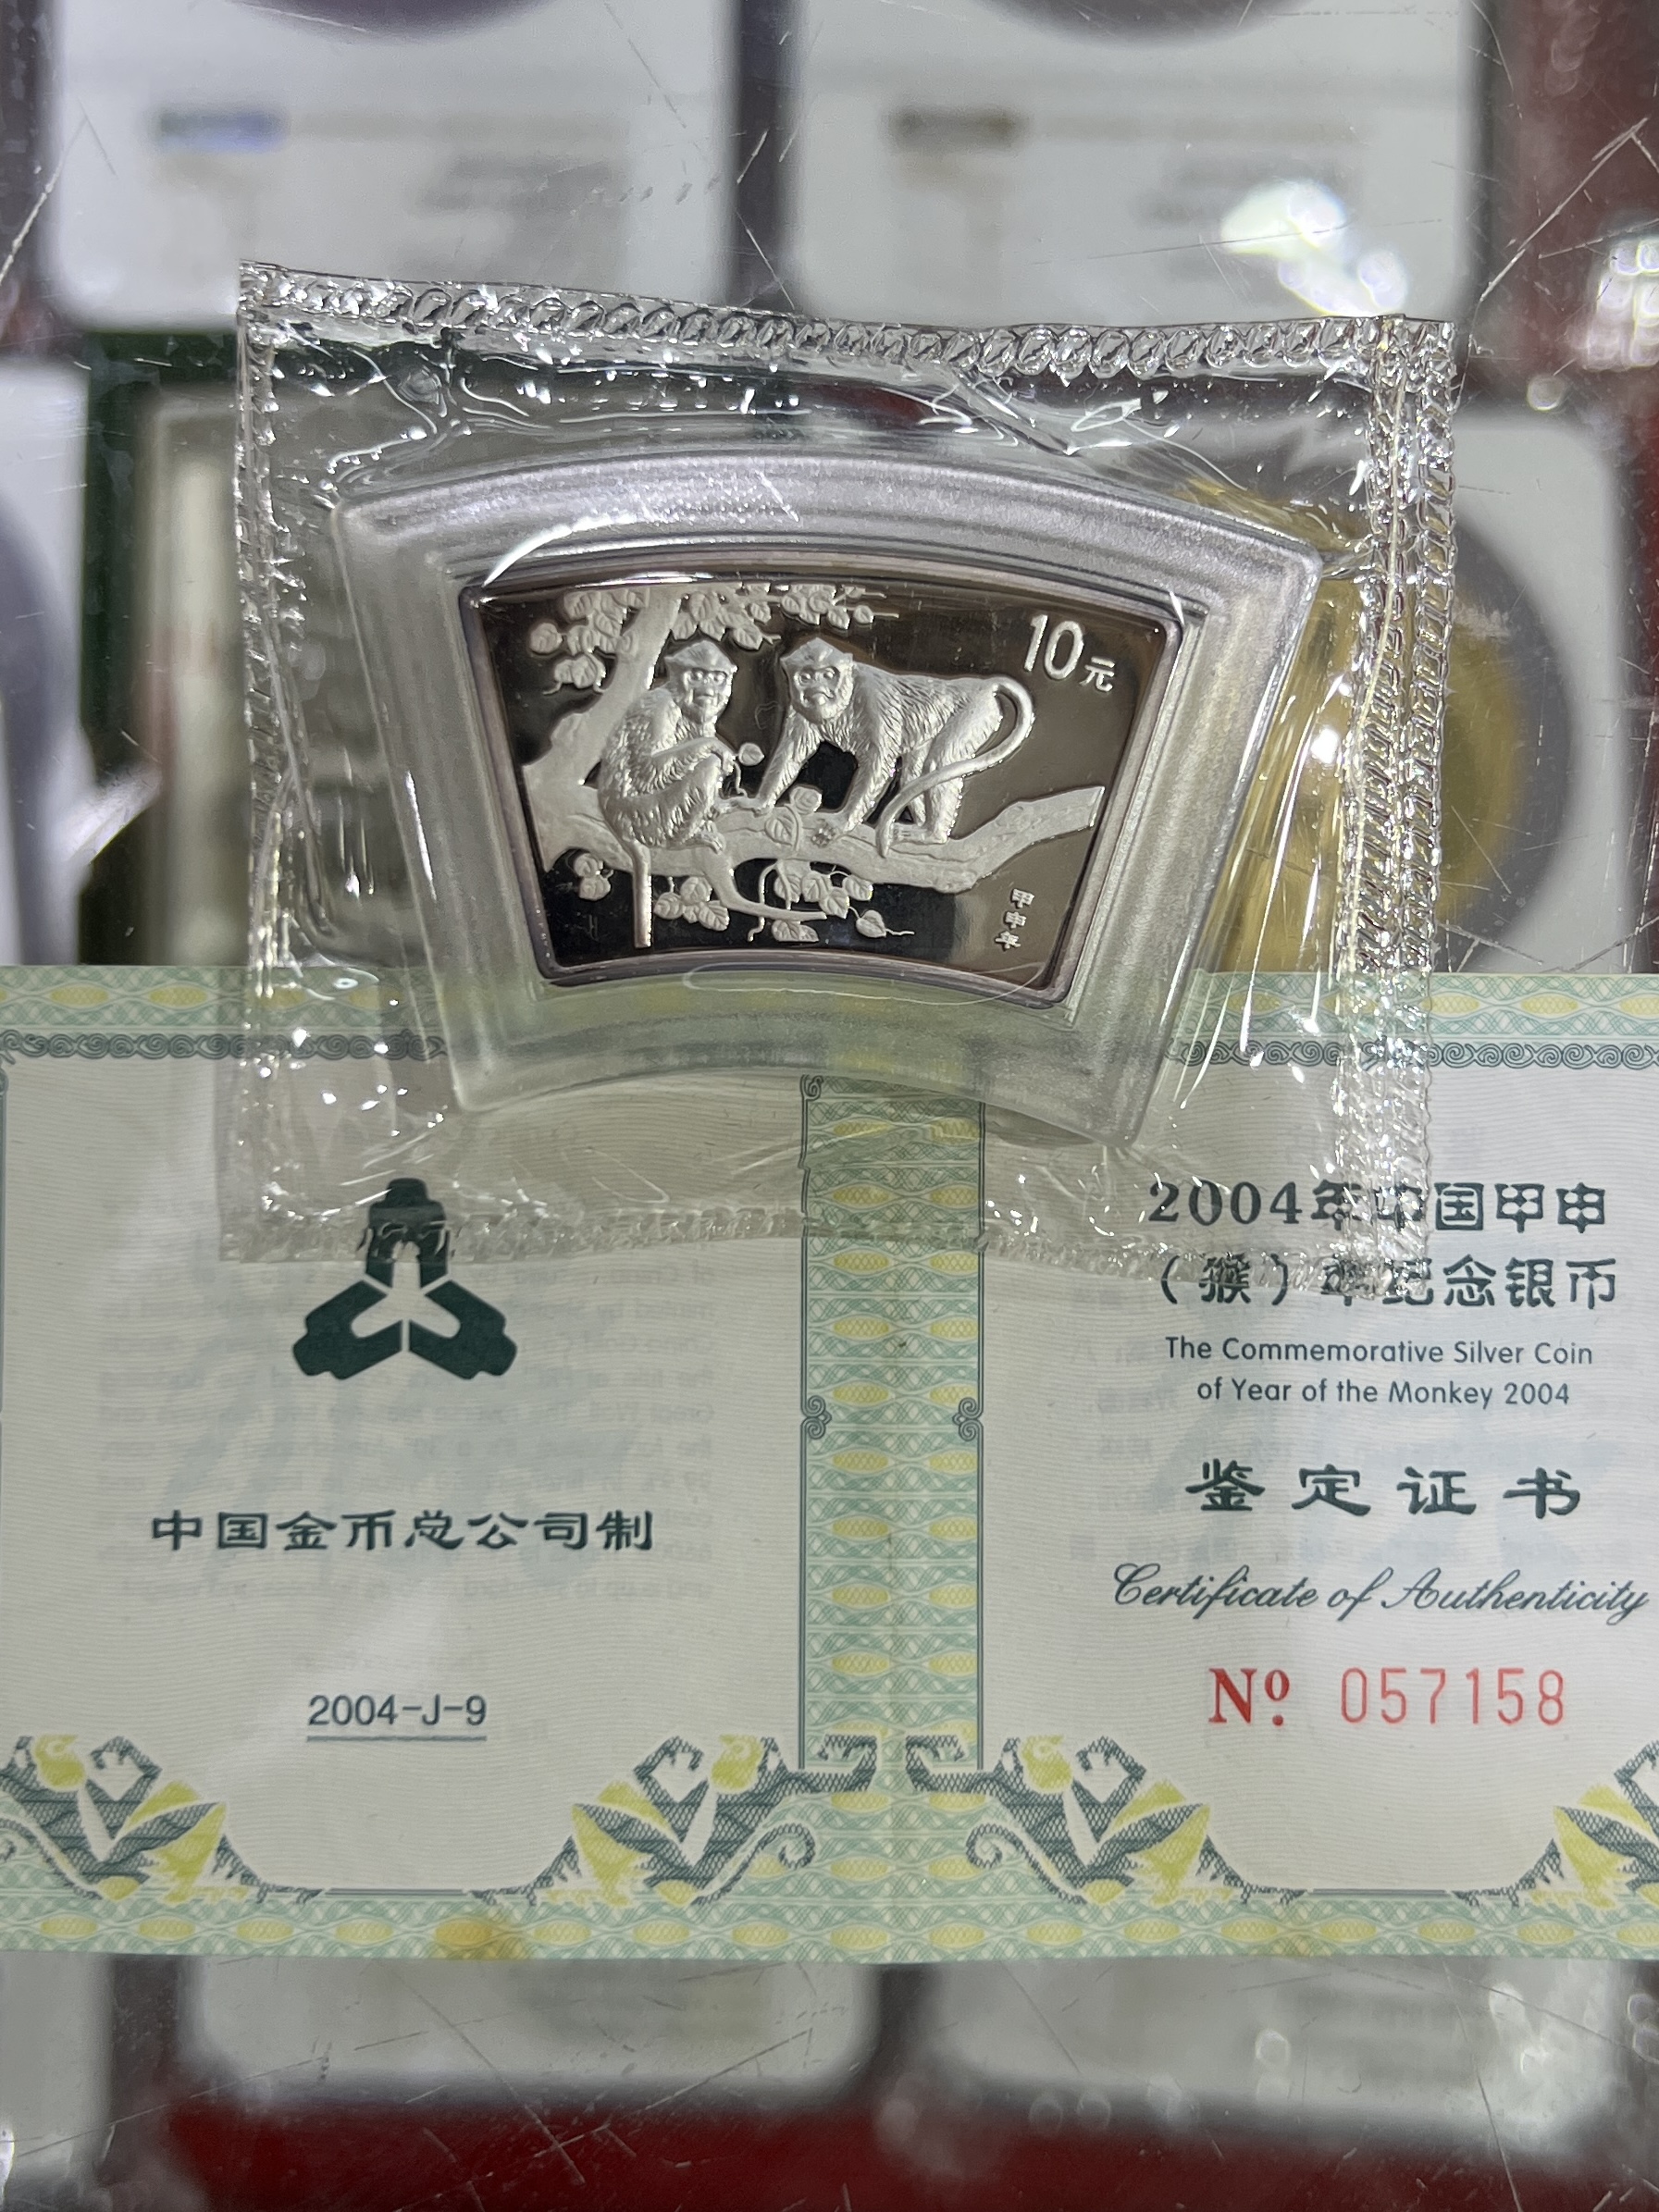 10元
甲
申
年
2004年中国甲申
（猴）年纪念银币
The Commemorative Silver Coin
of Year of the Monkey 2004
鉴定证书
Certificate of Authenticity
Nº 057158
中国金币总公司制
2004-J-9